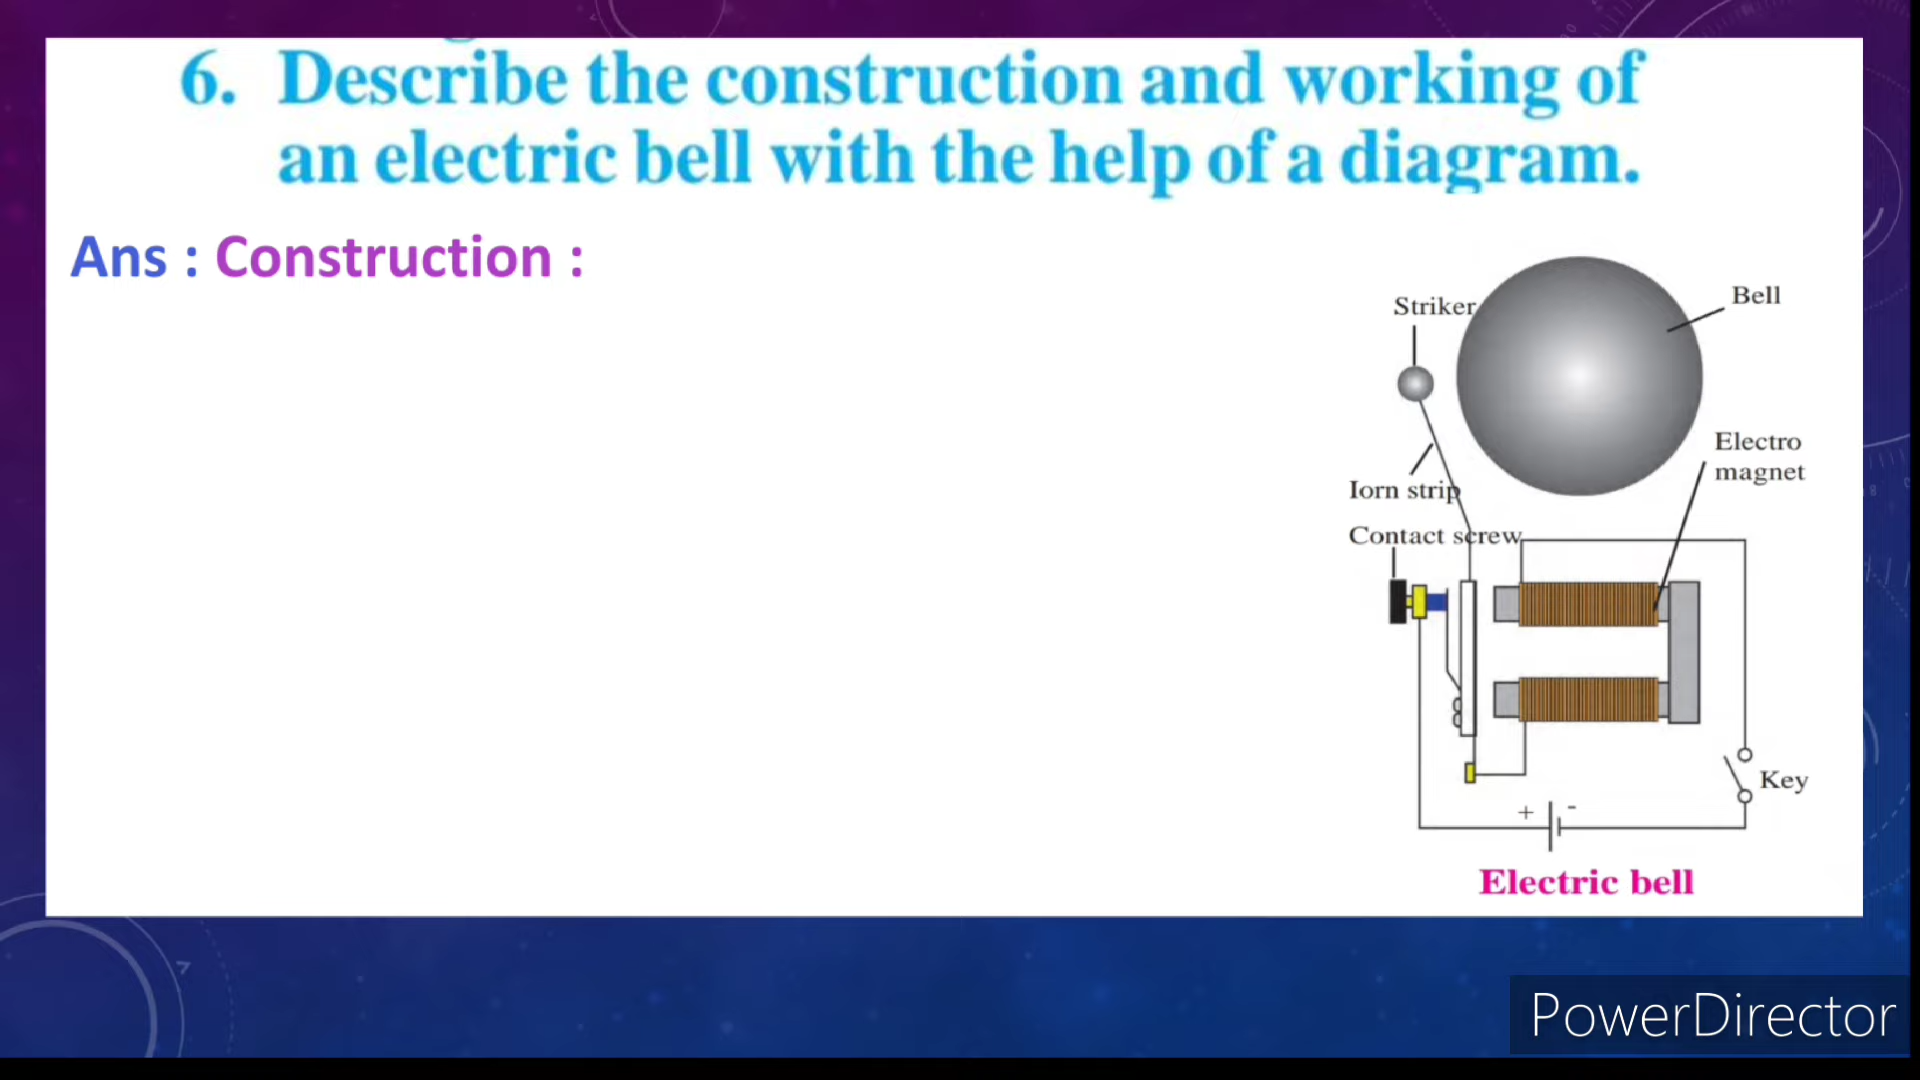 6. Describe the construction and working of
an electric bell with the help of a diagram.
Ans : Construction :
Striker
Bell
Electro
magnet
Iorn strip
Contact screw
Key
+ -
Electric bell
PowerDirector